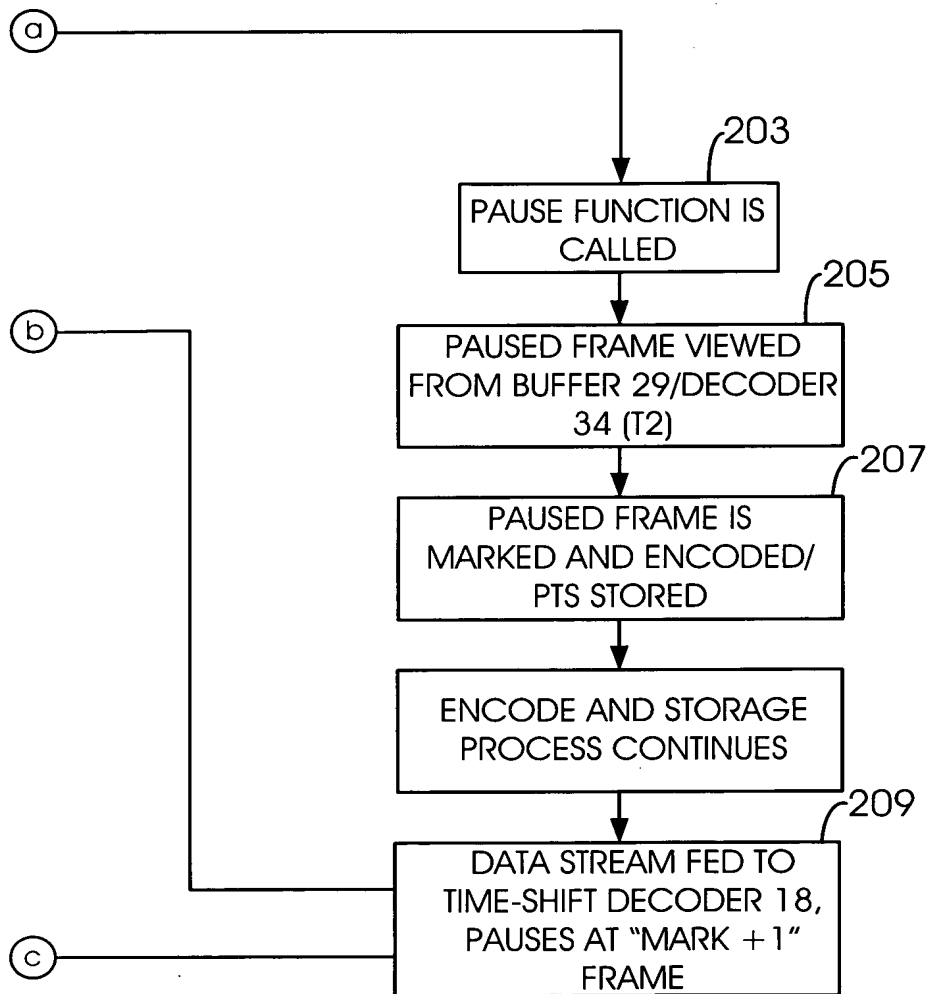 a
203
PAUSE FUNCTION IS
CALLED
205
b
PAUSED FRAME VIEWED
FROM BUFFER 29/DECODER
34 (T2)
207
PAUSED FRAME IS
MARKED AND ENCODED/
PTS STORED
ENCODE AND STORAGE
PROCESS CONTINUES
209
DATA STREAM FED TO
TIME-SHIFT DECODER 18,
PAUSES AT “MARK +1”
FRAME
c